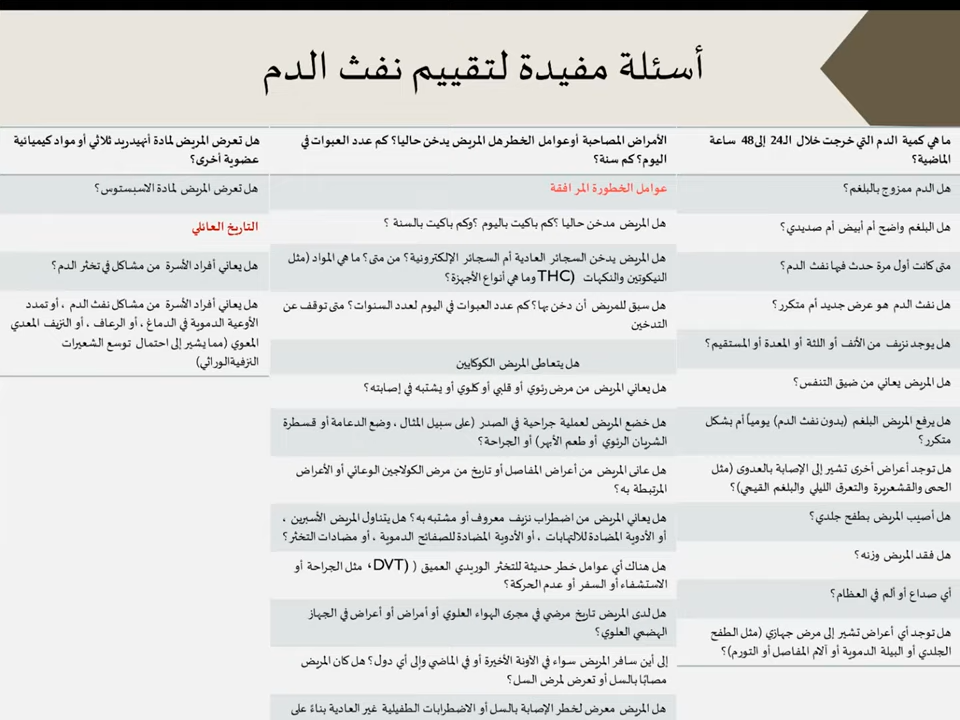 أسئلة مفيدة لتقييم نفث الدم
ما هي كمية الدم التي خرجت خلال الـ24 إلى 48 ساعة
الماضية؟
هل الدم ممزوج بالبلغم؟
هل البلغم واضح أم أبيض أم صديدي؟
متى كانت أول مرة حدث فيها نفث الدم؟
هل نفث الدم هو عرض جديد أم متكرر؟
هل يوجد نزيف من الأنف أو اللثة أو المعدة أو المستقيم؟
هل المريض يعاني من ضيق التنفس؟
هل يرفع المريض البلغم (بدون نفث الدم) يومياً أم بشكل
متكرر؟
هل توجد أعراض أخرى تشير إلى الإصابة بالعدوى (مثل
الحمى والقشعريرة والتعرق الليلي والبلغم القيحي)؟
هل أصيب المريض بطفح جلدي؟
هل فقد المريض وزنه؟
أي صداع أو ألم في العظام؟
هل توجد أي أعراض تشير إلى مرض جهازي (مثل الطفح
الجلدي أو البيلة الدموية أو آلام المفاصل أو التورم)؟
الأمراض المصاحبة أوعوامل الخطر هل المريض يدخن حاليا؟ كم عدد العبوات في
اليوم؟ كم سنة؟
عوامل الخطورة المرافقة
هل المريض مدخن حاليا ؟كم باكيت باليوم ؟وكم باكيت بالسنة ؟
هل المريض يدخن السجائر العادية أم السجائر الإلكترونية؟ من متى؟ ما هي المواد (مثل
النيكوتين والنكهات (THC وما هي أنواع الأجهزة؟
هل سبق للمريض أن دخن بها؟ كم عدد العبوات في اليوم لعدد السنوات؟ متى توقف عن
التدخين
هل يتعاطى المريض الكوكايين
هل يعاني المريض من مرض رئوي أو قلبي أو كلوي أو يشتبه في إصابته؟
هل خضع المريض لعملية جراحية في الصدر (على سبيل المثال ، وضع الدعامة أو قسطرة
الشريان الرئوي أو طعم الأبهر) أو الجراحة؟
هل عانى المريض من أعراض المفاصل أو تاريخ من مرض الكولاجين الوعائي أو الأعراض
المرتبطة به؟
هل يعاني المريض من اضطراب نزيف معروف أو مشتبه به؟ هل يتناول المريض الأسبرين ،
أو الأدوية المضادة للالتهابات ، أو الأدوية المضادة للصفائح الدموية ، أو مضادات التخثر؟
هل هناك أي عوامل خطر حديثة للتخثر الوريدي العميق ( (DVT، مثل الجراحة أو
الاستشفاء أو السفر أو عدم الحركة؟
هل لدى المريض تاريخ مرضي في مجرى الهواء العلوي أو أمراض أو أعراض في الجهاز
الهضمي العلوي؟
إلى أين سافر المريض سواء في الآونة الأخيرة أو في الماضي وإلى أي دول؟ هل كان المريض
مصابًا بالسل أو تعرض لمرض السل؟
هل المريض معرض لخطر الإصابة بالسل أو الاضطرابات الطفيلية غير العادية بناءً على
هل تعرض المريض لمادة أنهيدريد ثلاثي أو مواد كيميائية
عضوية أخرى؟
هل تعرض المريض لمادة الاسبستوس؟
التاريخ العائلي
هل يعاني أفراد الأسرة من مشاكل في تخثر الدم؟
هل يعاني أفراد الأسرة من مشاكل نفث الدم ، أو تمدد
الأوعية الدموية في الدماغ ، أو الرعاف ، أو النزيف المعدي
المعوي (مما يشير إلى احتمال توسع الشعيرات
النزفيةالوراثي)